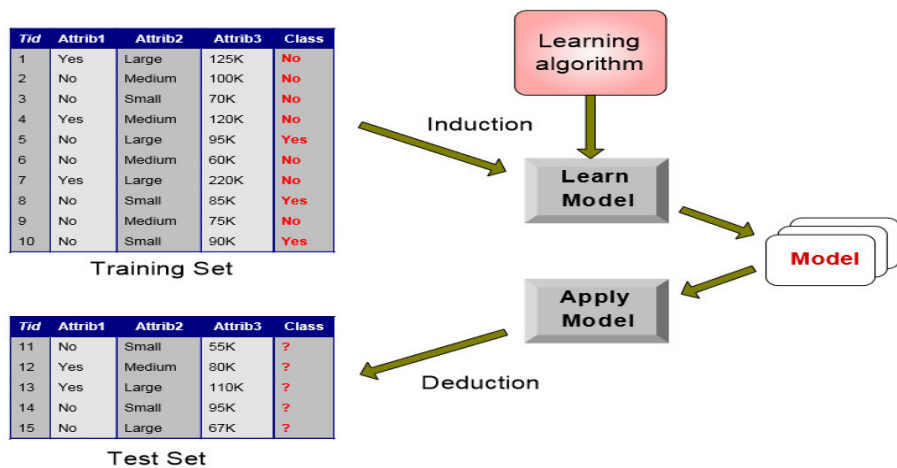 Tid Attrib1 Attrib2 Attrib3 Class
1 Yes Large 125K No
2 No Medium 100K No
3 No Small 70K No
4 Yes Medium 120K No
5 No Large 95K Yes
6 No Medium 60K No
7 Yes Large 220K No
8 No Small 85K Yes
9 No Medium 75K No
10 No Small 90K Yes
Training Set
Learning
algorithm
Induction
Learn
Model
Model
Apply
Model
Deduction
Tid Attrib1 Attrib2 Attrib3 Class
11 No Small 55K ?
12 Yes Medium 80K ?
13 Yes Large 110K ?
14 No Small 95K ?
15 No Large 67K ?
Test Set